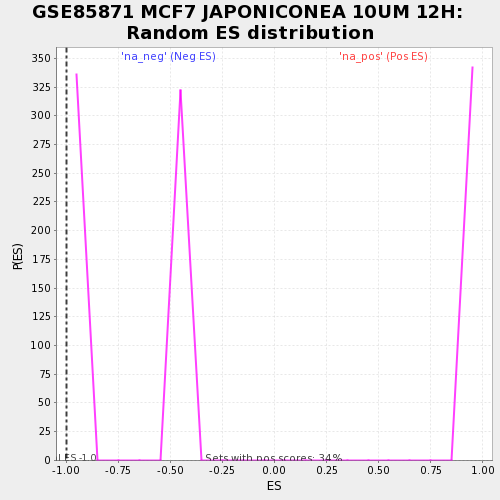 GSE85871 MCF7 JAPONICONEA 10UM 12H:
Random ES distribution
'na_neg' (Neg ES)
'na_pos' (Pos ES)
350
325
300
275
250
225
200
175
150
125
100
75
50
25
0
P(ES)
ES -1.0
Sets with pos scores: 34%
-1.00 -0.75 -0.50 -0.25 0.00 0.25 0.50 0.75 1.00
ES